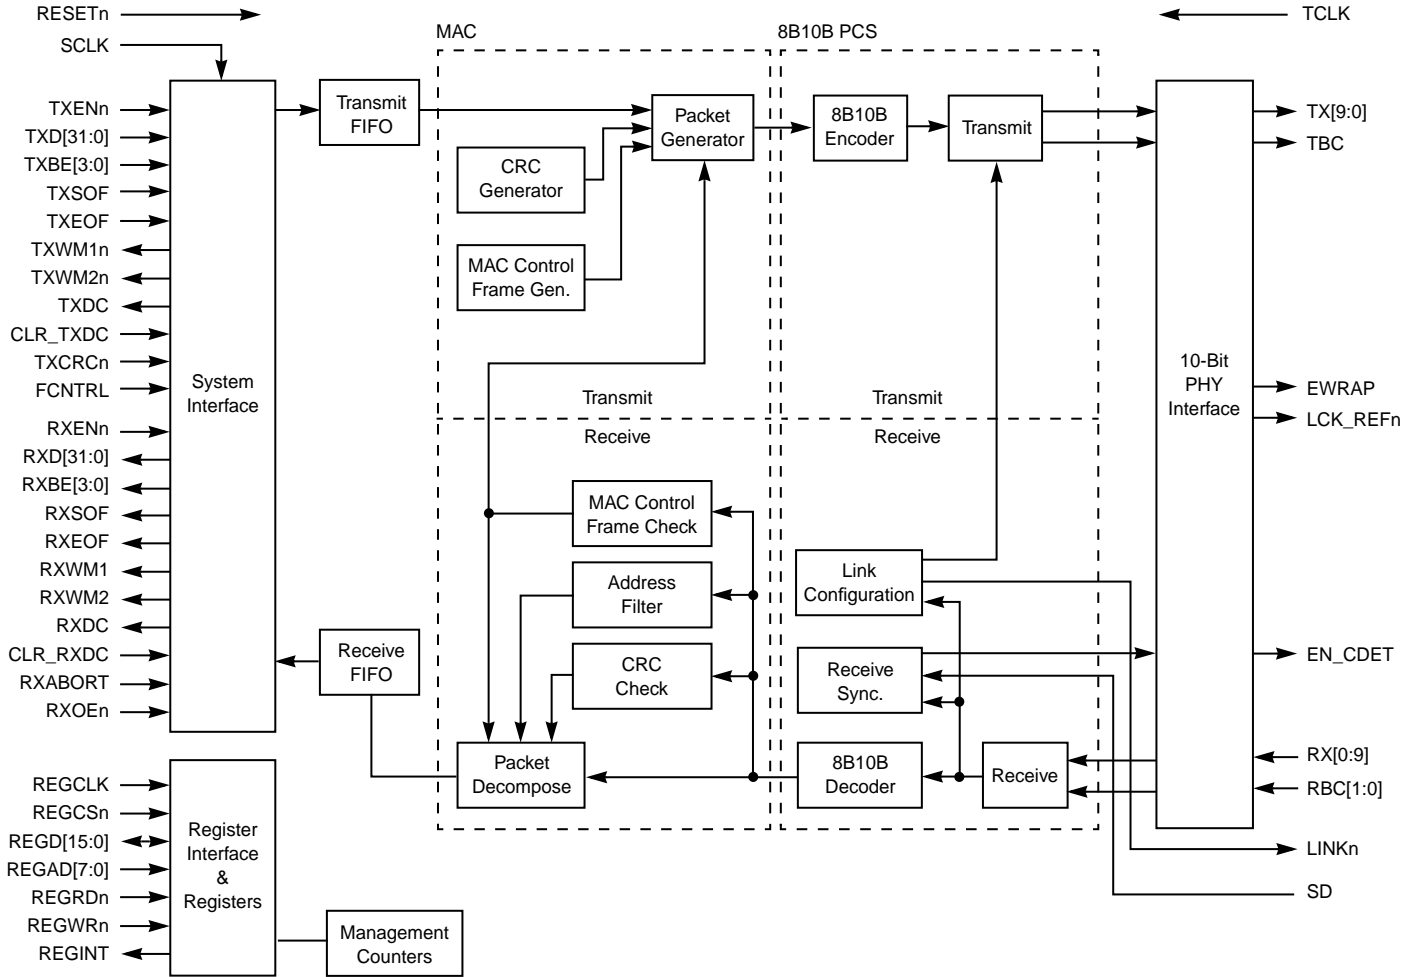 RESETn
TCLK
SCLK
MAC
8B10B PCS
TXENn
TXD[31:0]
TXBE[3:0]
TXSOF
TXEOF
TXWM1n
TXWM2n
TXDC
CLR_TXDC
TXCRCn
FCNTRL
RXENn
RXD[31:0]
RXBE[3:0]
RXSOF
RXEOF
RXWM1
RXWM2
RXDC
CLR_RXDC
RXABORT
RXOEn
System
Interface
Transmit
FIFO
Receive
FIFO
Packet
Generator
CRC
Generator
MAC Control
Frame Gen.
Transmit
Receive
MAC Control
Frame Check
Address
Filter
CRC
Check
Packet
Decompose
8B10B
Encoder
Transmit
Transmit
Receive
Link
Configuration
Receive
Sync.
8B10B
Decoder
Receive
10-Bit
PHY
Interface
TX[9:0]
TBC
EWRAP
LCK_REFn
EN_CDET
RX[0:9]
RBC[1:0]
LINKn
SD
REGCLK
REGCSn
REGD[15:0]
REGAD[7:0]
REGRDn
REGWRn
REGINT
Register
Interface
&
Registers
Management
Counters